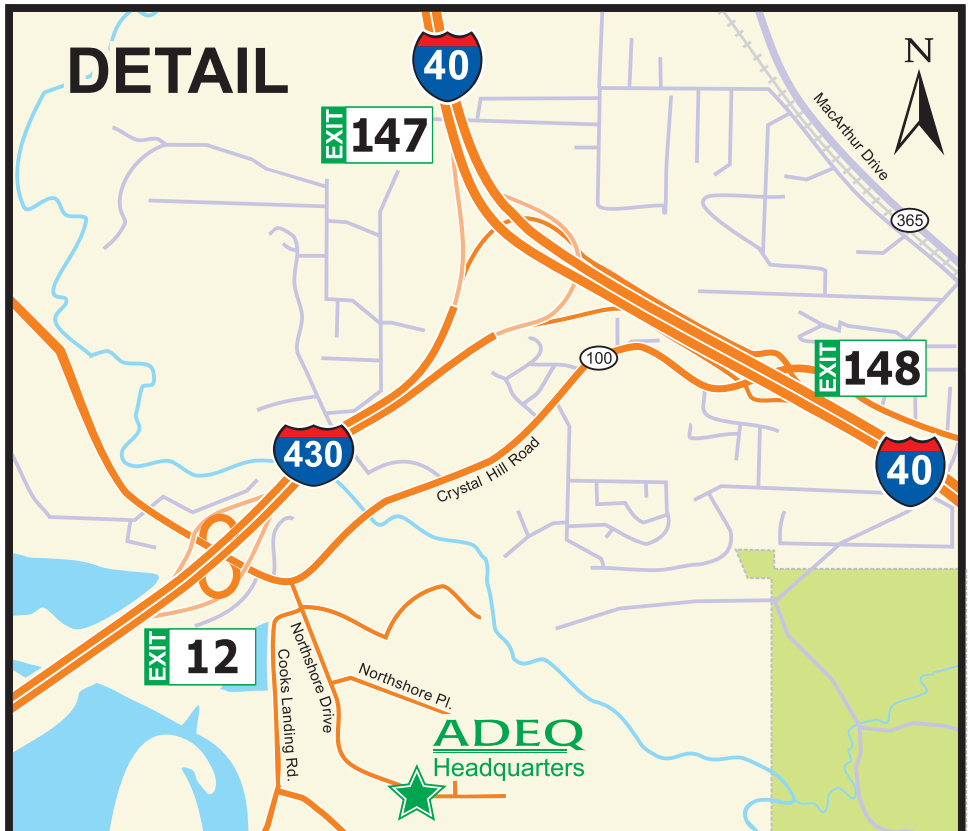 DETAIL
40
N
EXIT 147
MacArthur Drive
365
100
EXIT 148
430
40
Crystal Hill Road
EXIT 12
Northshore Drive
Cooks Landing Rd.
Northshore Pl.
ADEQ
Headquarters